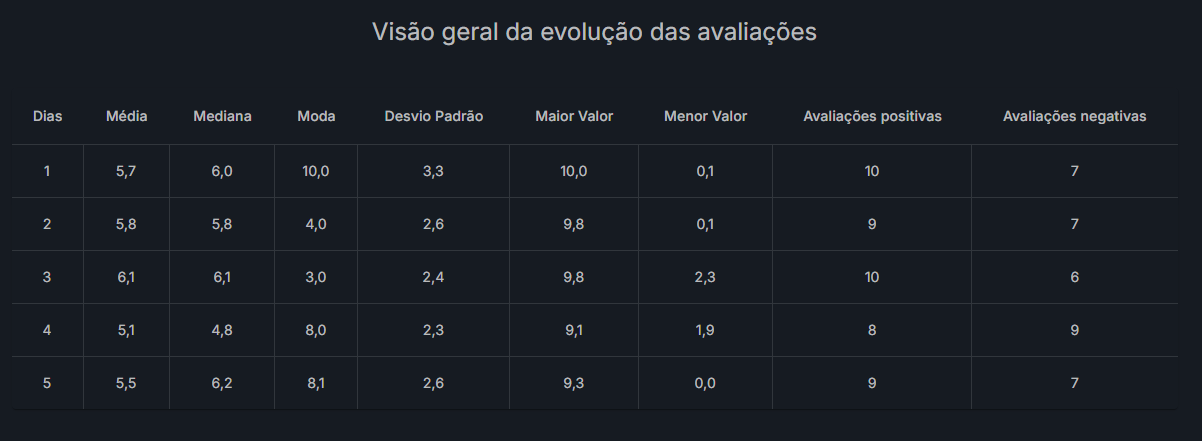 Visão geral da evolução das avaliações
Dias Média Mediana Moda Desvio Padrão Maior Valor Menor Valor Avaliações positivas Avaliações negativas
1 5,7 6,0 10,0 3,3 10,0 0,1 10 7
2 5,8 5,8 4,0 2,6 9,8 0,1 9 7
3 6,1 6,1 3,0 2,4 9,8 2,3 10 6
4 5,1 4,8 8,0 2,3 9,1 1,9 8 9
5 5,5 6,2 8,1 2,6 9,3 0,0 9 7